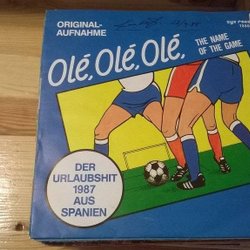 ORIGINAL-
AUFNAHME
Olé, Olé, Olé,
THE NAME
OF THE GAME
DER
URLAUBSHIT
1987
AUS
SPANIEN